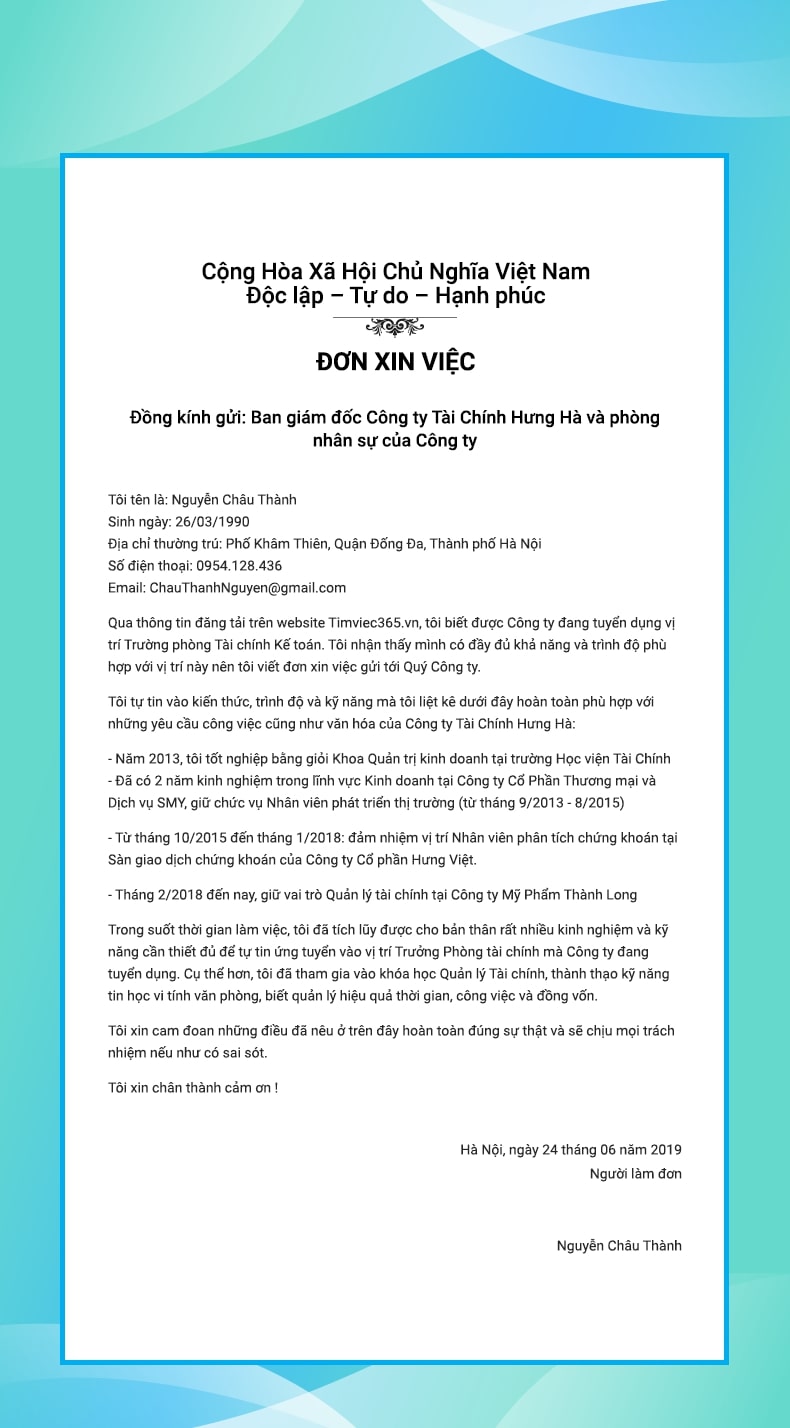 Cộng Hòa Xã Hội Chủ Nghĩa Việt Nam
Độc lập – Tự do – Hạnh phúc
ĐƠN XIN VIỆC
Đồng kính gửi: Ban giám đốc Công ty Tài Chính Hưng Hà và phòng
nhân sự của Công ty
Tôi tên là: Nguyễn Châu Thành
Sinh ngày: 26/03/1990
Địa chỉ thường trú: Phố Khâm Thiên, Quận Đống Đa, Thành phố Hà Nội
Số điện thoại: 0954.128.436
Email: ChauThanhNguyen@gmail.com
Qua thông tin đăng tải trên website Timviec365.vn, tôi biết được Công ty đang tuyển dụng vị
trí Trường phòng Tài chính Kế toán. Tôi nhận thấy mình có đầy đủ khả năng và trình độ phù
hợp với vị trí này nên tôi viết đơn xin việc gửi tới Quý Công ty.
Tôi tự tin vào kiến thức, trình độ và kỹ năng mà tôi liệt kê dưới đây hoàn toàn phù hợp với
những yêu cầu công việc cũng như văn hóa của Công ty Tài Chính Hưng Hà:
- Năm 2013, tôi tốt nghiệp bằng giỏi Khoa Quản trị kinh doanh tại trường Học viện Tài Chính
- Đã có 2 năm kinh nghiệm trong lĩnh vực Kinh doanh tại Công ty Cổ Phần Thương mại và
Dịch vụ SMY, giữ chức vụ Nhân viên phát triển thị trường (từ tháng 9/2013 - 8/2015)
- Từ tháng 10/2015 đến tháng 1/2018: đảm nhiệm vị trí Nhân viên phân tích chứng khoán tại
Sàn giao dịch chứng khoán của Công ty Cổ phần Hưng Việt.
- Tháng 2/2018 đến nay, giữ vai trò Quản lý tài chính tại Công ty Mỹ Phẩm Thành Long
Trong suốt thời gian làm việc, tôi đã tích lũy được cho bản thân rất nhiều kinh nghiệm và kỹ
năng cần thiết đủ để tự tin ứng tuyển vào vị trí Trưởng Phòng tài chính mà Công ty đang
tuyển dụng. Cụ thể hơn, tôi đã tham gia vào khóa học Quản lý Tài chính, thành thạo kỹ năng
tin học vi tính văn phòng, biết quản lý hiệu quả thời gian, công việc và đồng vốn.
Tôi xin cam đoan những điều đã nêu ở trên đây hoàn toàn đúng sự thật và sẽ chịu mọi trách
nhiệm nếu như có sai sót.
Tôi xin chân thành cảm ơn !
Hà Nội, ngày 24 tháng 06 năm 2019
Người làm đơn
Nguyễn Châu Thành